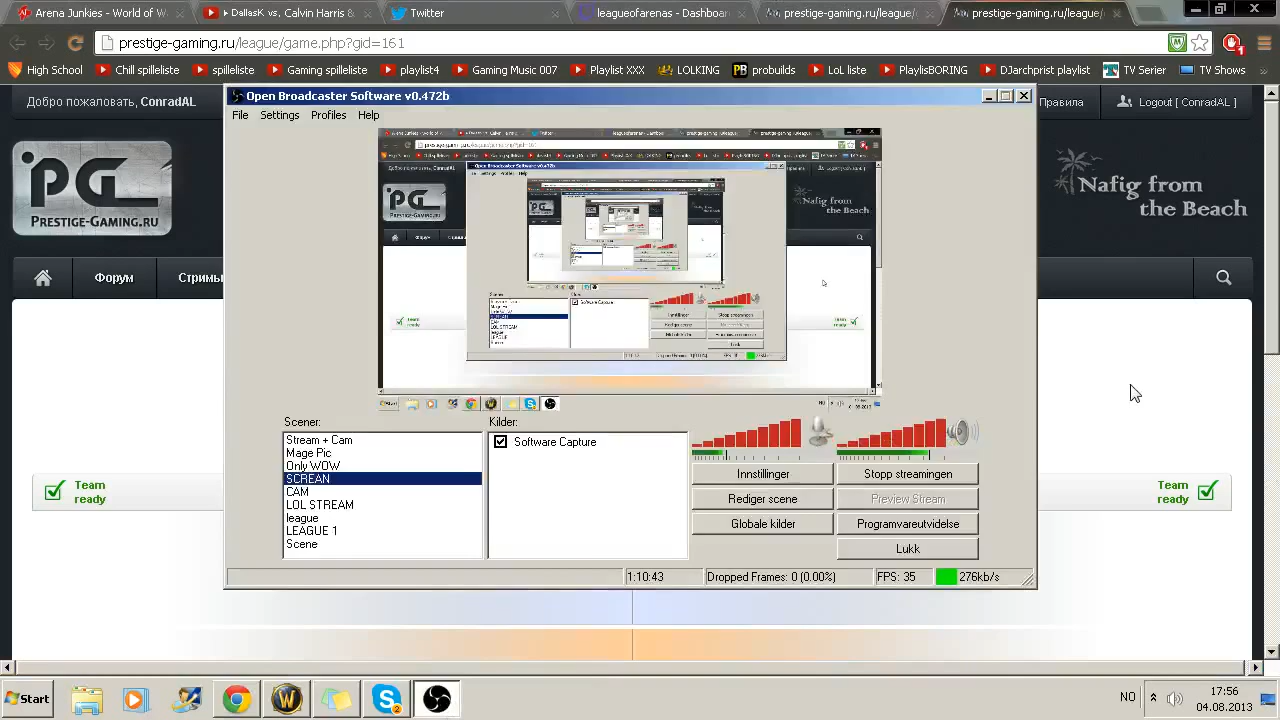 Arena Junkies - World of W
DallasK vs. Calvin Harris &
Twitter
leagueofarenas - Dashboar
prestige-gaming.ru/league/
prestige-gaming.ru/league/
prestige-gaming.ru/league/game.php?gid=161
High School
Chill spilleliste
spilleliste
Gaming spilleliste
playlist4
Gaming Music 007
Playlist XXX
LOLKING
probuilds
LoL liste
PlaylisBORING
DJarchprist playlist
TV Serier
TV Shows
Добро пожаловать, ConradAL
Logout [ConradAL]
Open Broadcaster Software v0.472b
File Settings Profiles Help
PG
PRESTIGE-GAMING.RU
Nafig from
the Beach
Форум
Стримы
Team
ready
Team
ready
Scener:
Stream + Cam
Mage Pic
Only WOW
SCREAN
CAM
LOL STREAM
league
LEAGUE 1
Scene
Kilder:
Software Capture
Innstillinger
Stopp streamingen
Rediger scene
Preview Stream
Globale kilder
Programvareutvidelse
Lukk
1:10:43
Dropped Frames: 0 (0.00%)
FPS: 35
276kb/s
Start
NO
17:56
04.08.2013